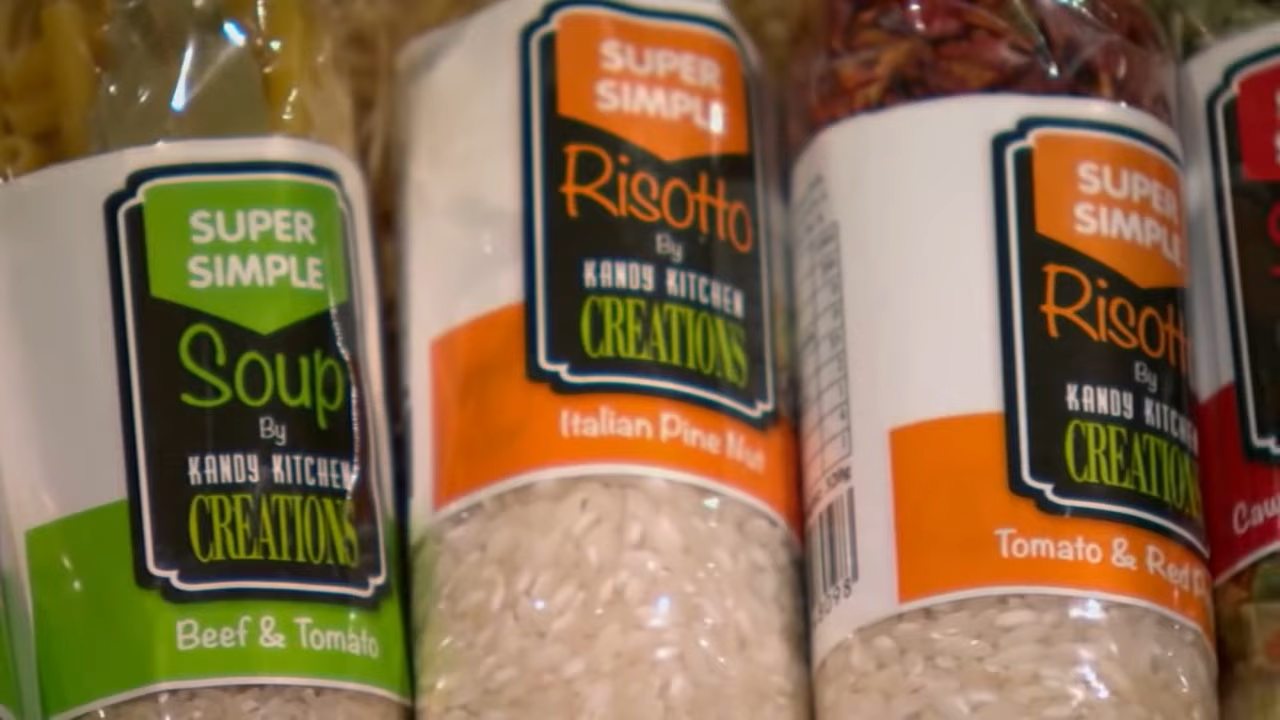 SUPER
SIMPLE
Soup
By
KANDY KITCHEN
CREATIONS
Beef & Tomato
SUPER
SIMPLE
Risotto
By
KANDY KITCHEN
CREATIONS
Italian Pine Nut
SUPER
SIMPLE
Risott
By
KANDY KITCHEN
CREATIONS
Tomato & Red